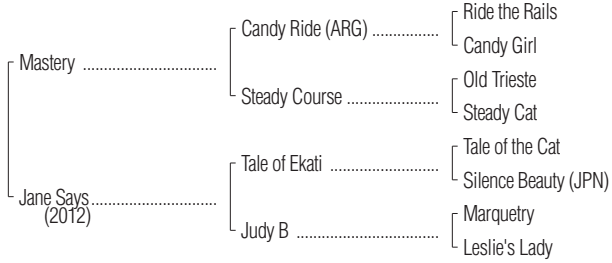 Ride the Rails
Candy Ride (ARG) ................
Candy Girl
Mastery ................................
Old Trieste
Steady Course ......................
Steady Cat
Tale of the Cat
Tale of Ekati ..........................
Silence Beauty (JPN)
Jane Says ..............................
(2012)
Marquetry
Judy B ..................................
Leslie's Lady